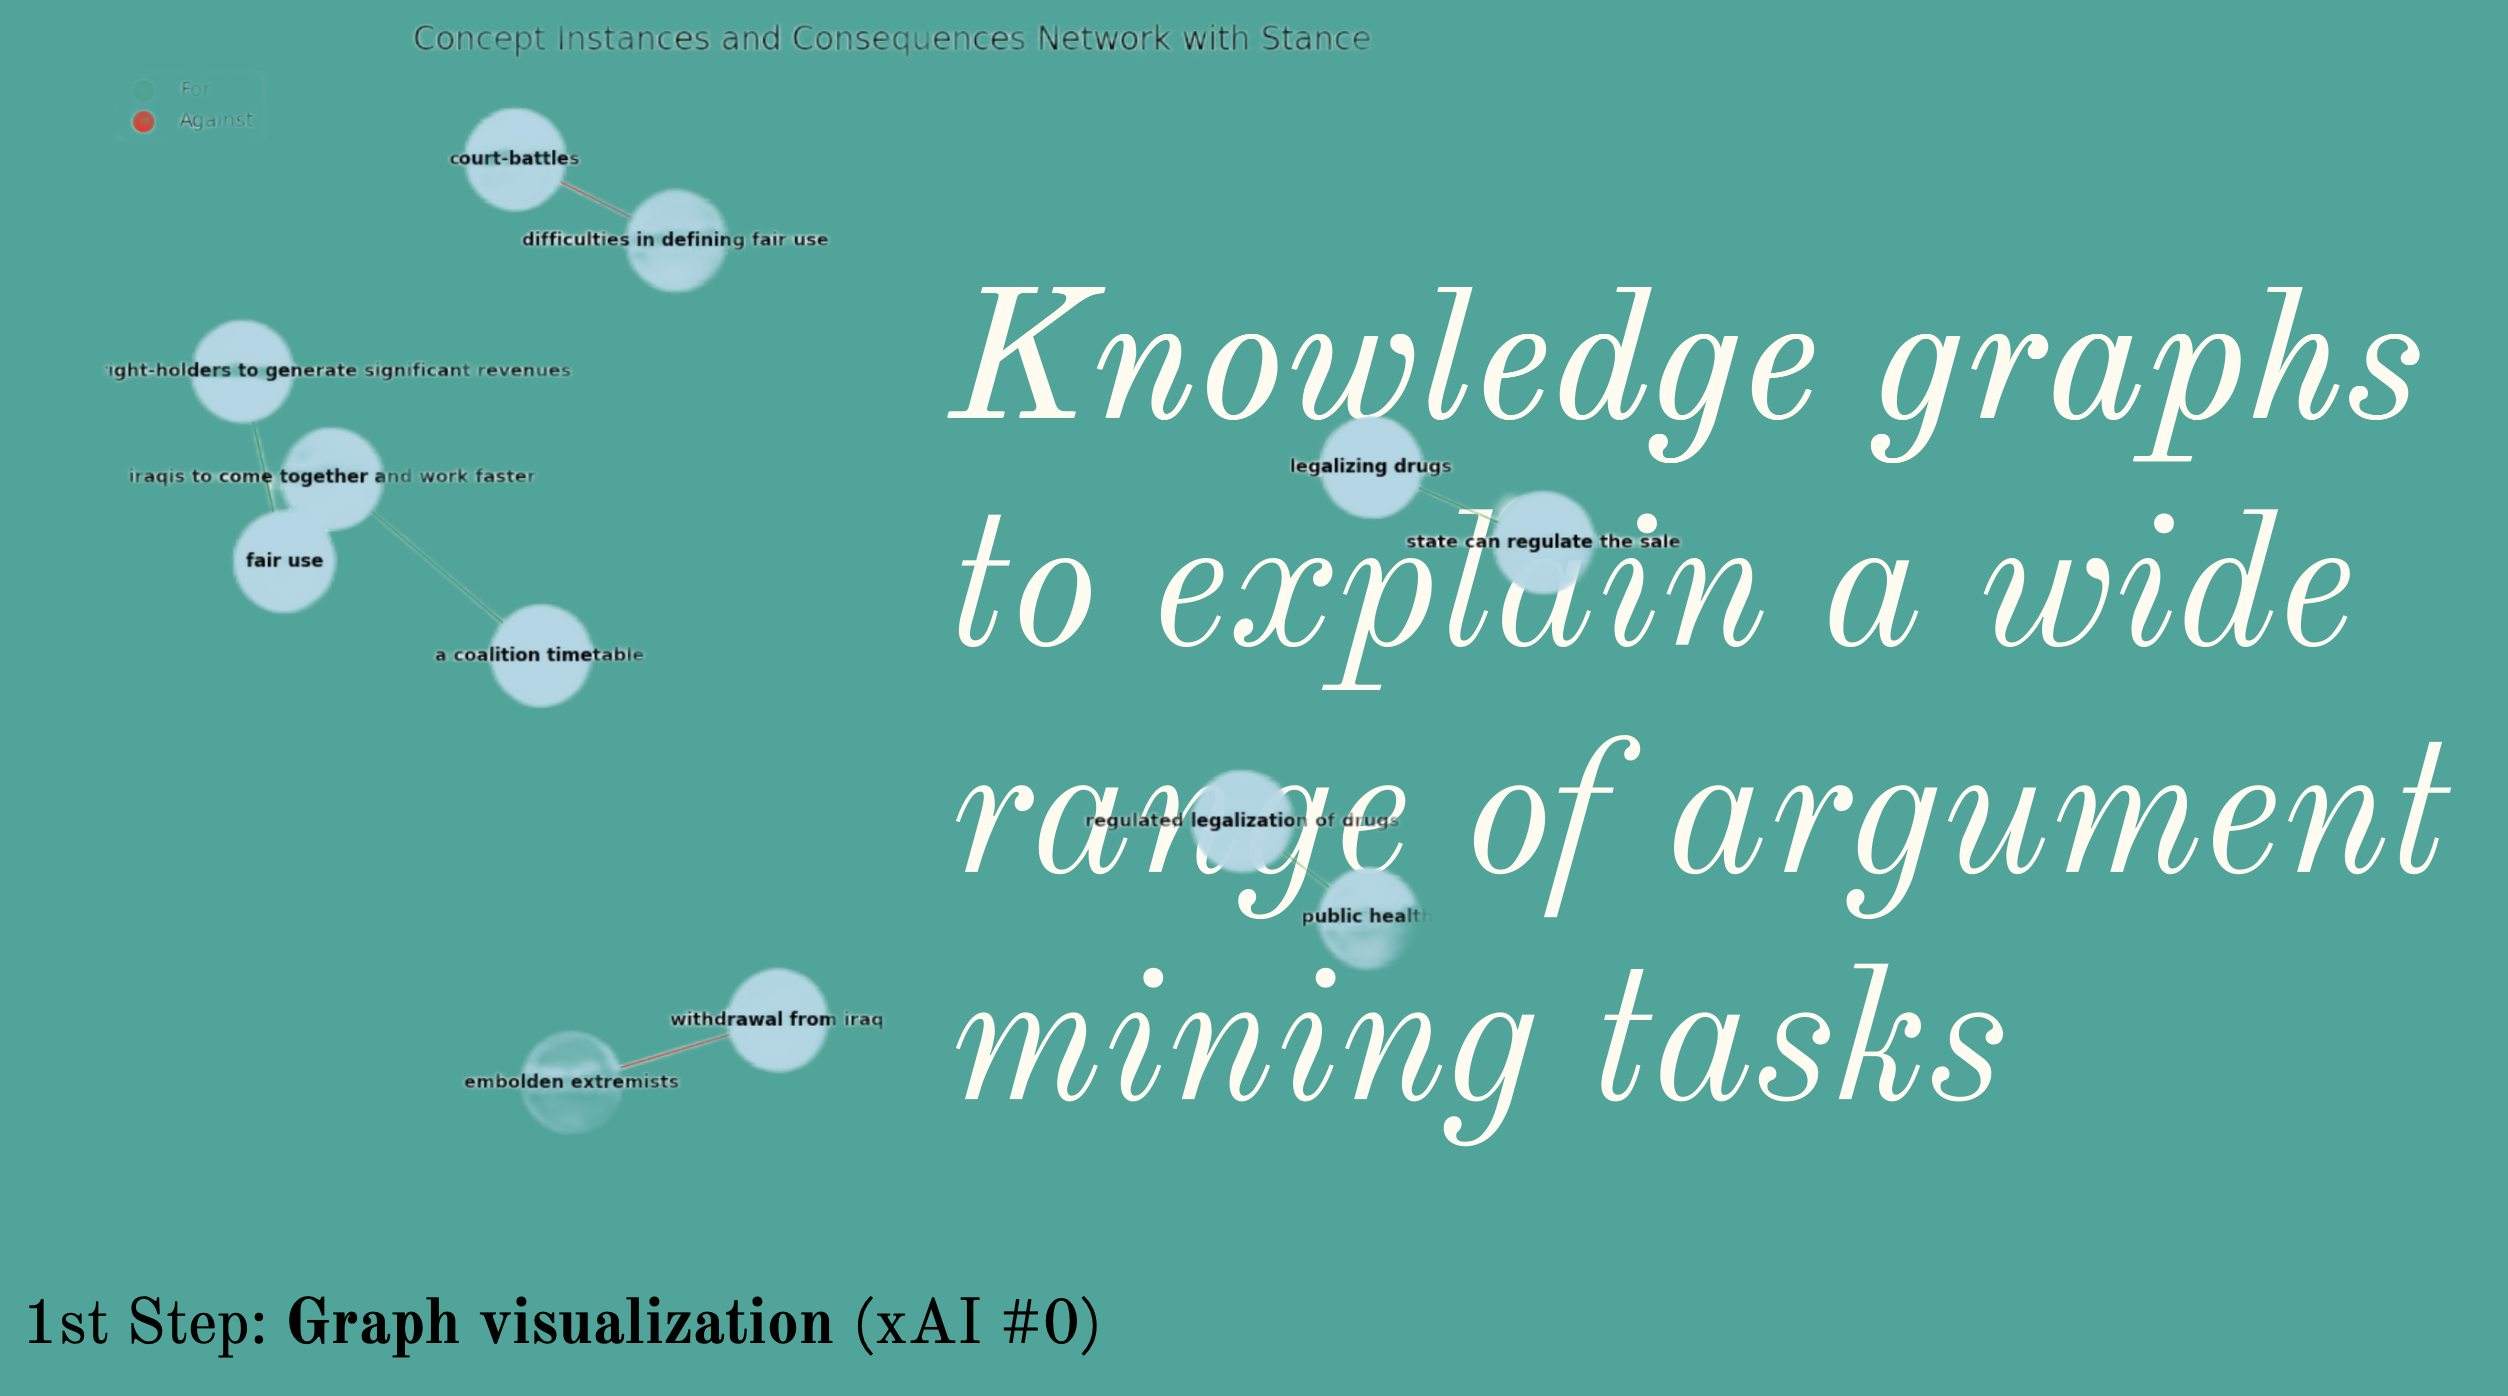 Concept Instances and Consequences Network with Stance
For
Against
court-battles
difficulties in defining fair use
ight-holders to generate significant revenues
iraqis to come together and work faster
fair use
a coalition timetable
Knowledge graphs
to explain a wide
range of argument
mining tasks
legalizing drugs
state can regulate the sale
regulated legalization of drugs
public health
withdrawal from iraq
embolden extremists
1st Step: Graph visualization (xAI #0)